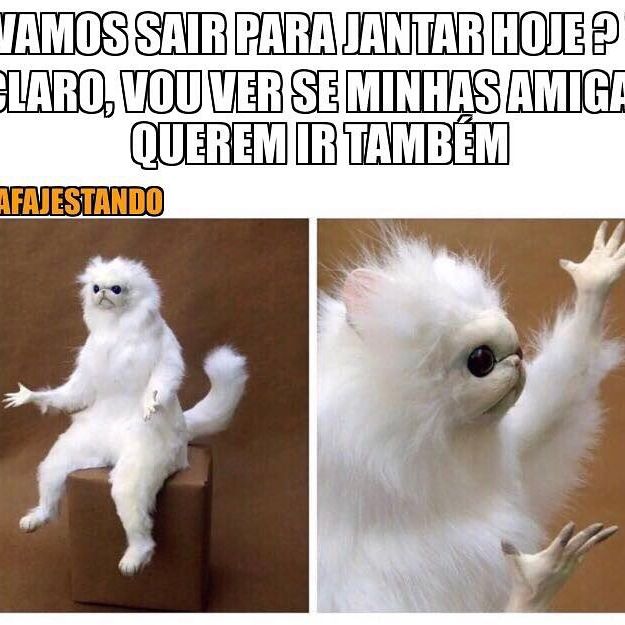 VAMOS SAIR PARA JANTAR HOJE ?
CLARO, VOU VER SE MINHAS AMIGA
QUEREM IR TAMBÉM
AFAJESTANDO